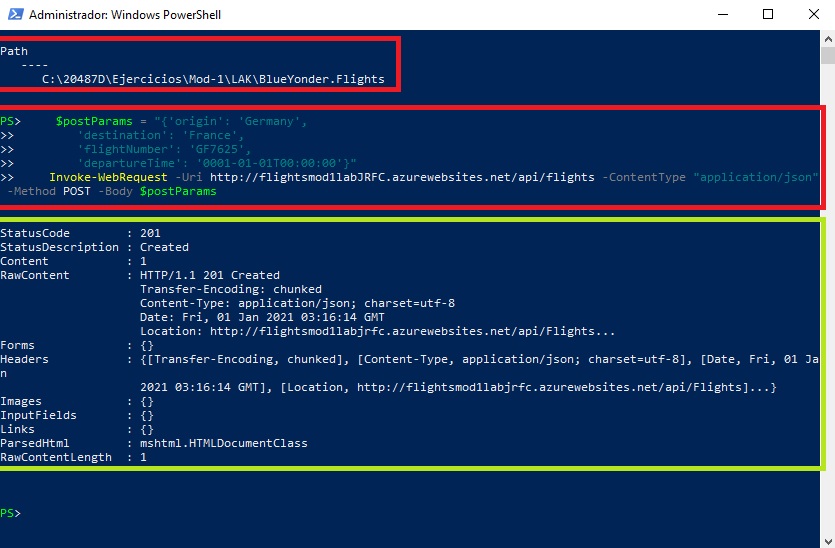 Administrador: Windows PowerShell
Path
----
C:\20487D\Ejercicios\Mod-1\LAK\BlueYonder.Flights
PS>     $postParams = "{'origin': 'Germany',
>>         'destination': 'France',
>>         'flightNumber': 'GF7625',
>>         'departureTime': '0001-01-01T00:00:00'}"
>>     Invoke-WebRequest -Uri http://flightsmod1labJRFC.azurewebsites.net/api/flights -ContentType "application/json"
-Method POST -Body $postParams
StatusCode        : 201
StatusDescription : Created
Content           : 1
RawContent        : HTTP/1.1 201 Created
Transfer-Encoding: chunked
Content-Type: application/json; charset=utf-8
Date: Fri, 01 Jan 2021 03:16:14 GMT
Location: http://flightsmod1labjrfc.azurewebsites.net/api/Flights...
Forms             : {}
Headers           : {[Transfer-Encoding, chunked], [Content-Type, application/json; charset=utf-8], [Date, Fri, 01 Ja
n
2021 03:16:14 GMT], [Location, http://flightsmod1labjrfc.azurewebsites.net/api/Flights]...}
Images            : {}
InputFields       : {}
Links             : {}
ParsedHtml        : mshtml.HTMLDocumentClass
RawContentLength  : 1
PS>